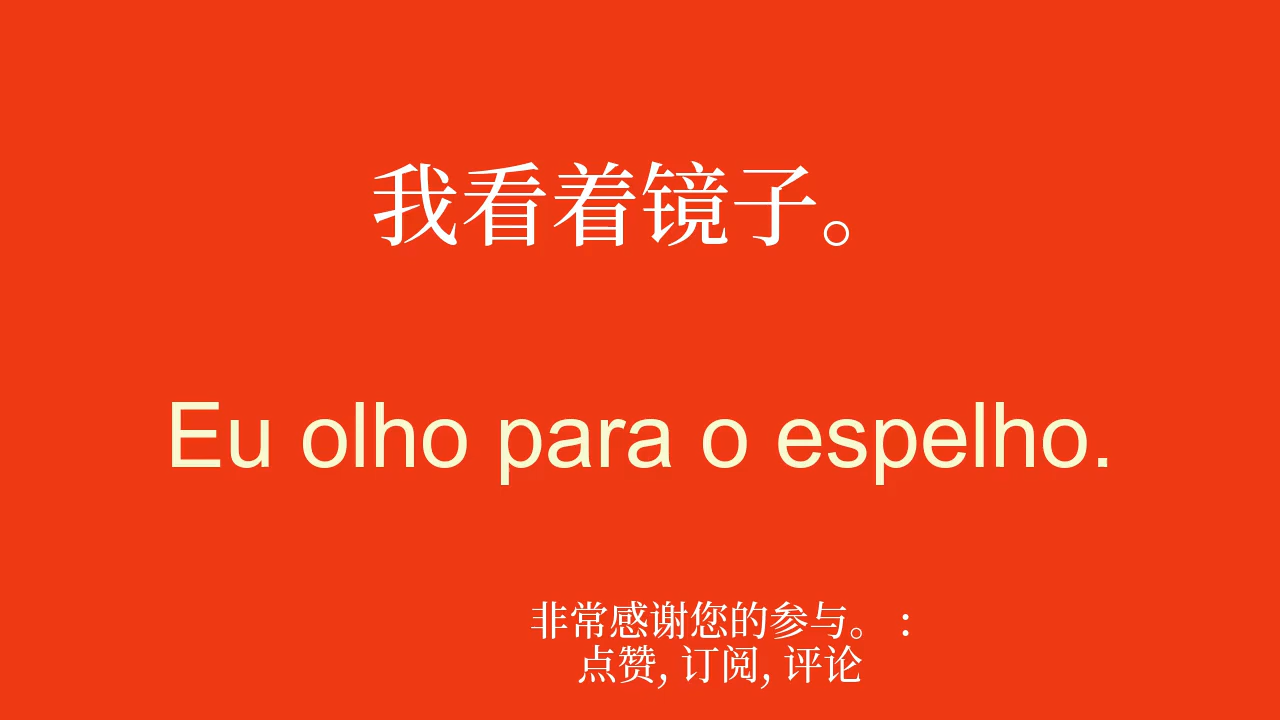 我看着镜子。
Eu olho para o espelho.
非常感谢您的参与。 :
点赞, 订阅, 评论